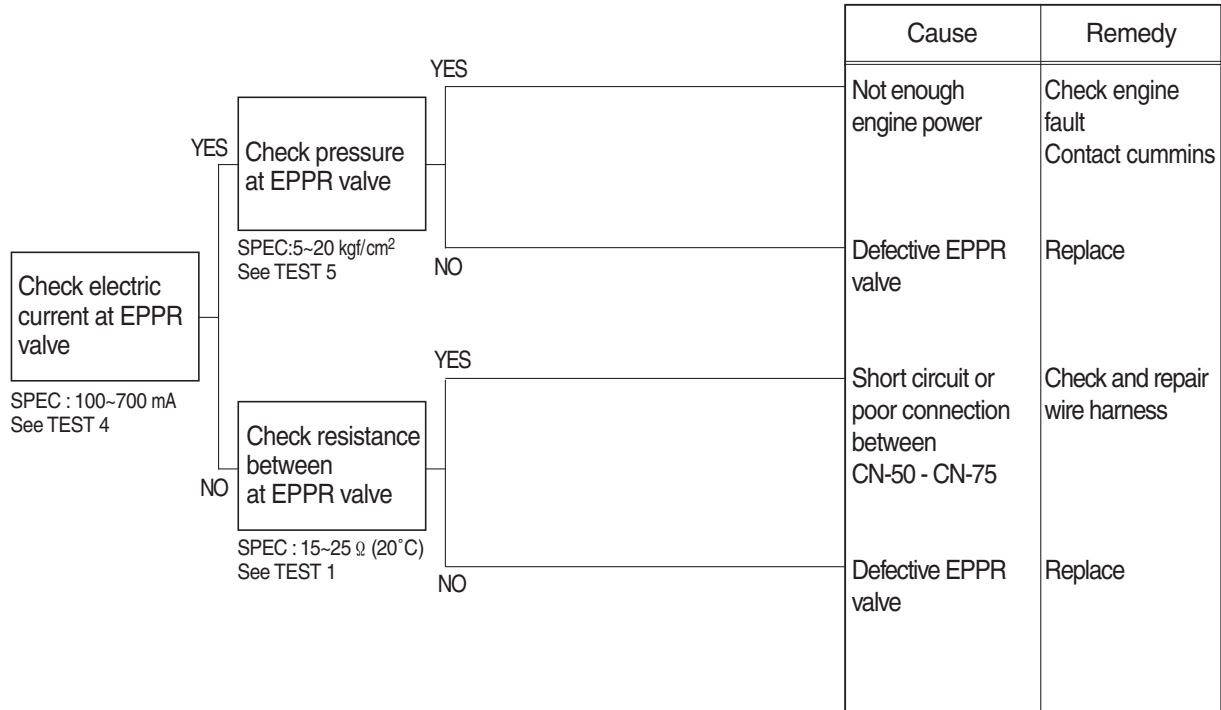 Cause
Remedy
YES
Not enough
engine power
Check engine
fault
Contact cummins
YES
Check pressure
at EPPR valve
SPEC:5~20 kgf/cm²
See TEST 5
NO
Defective EPPR
valve
Replace
Check electric
current at EPPR
valve
SPEC : 100~700 mA
See TEST 4
YES
Short circuit or
poor connection
between
CN-50 - CN-75
Check and repair
wire harness
NO
Check resistance
between
at EPPR valve
SPEC : 15~25 Ω (20˚C)
See TEST 1
NO
Defective EPPR
valve
Replace